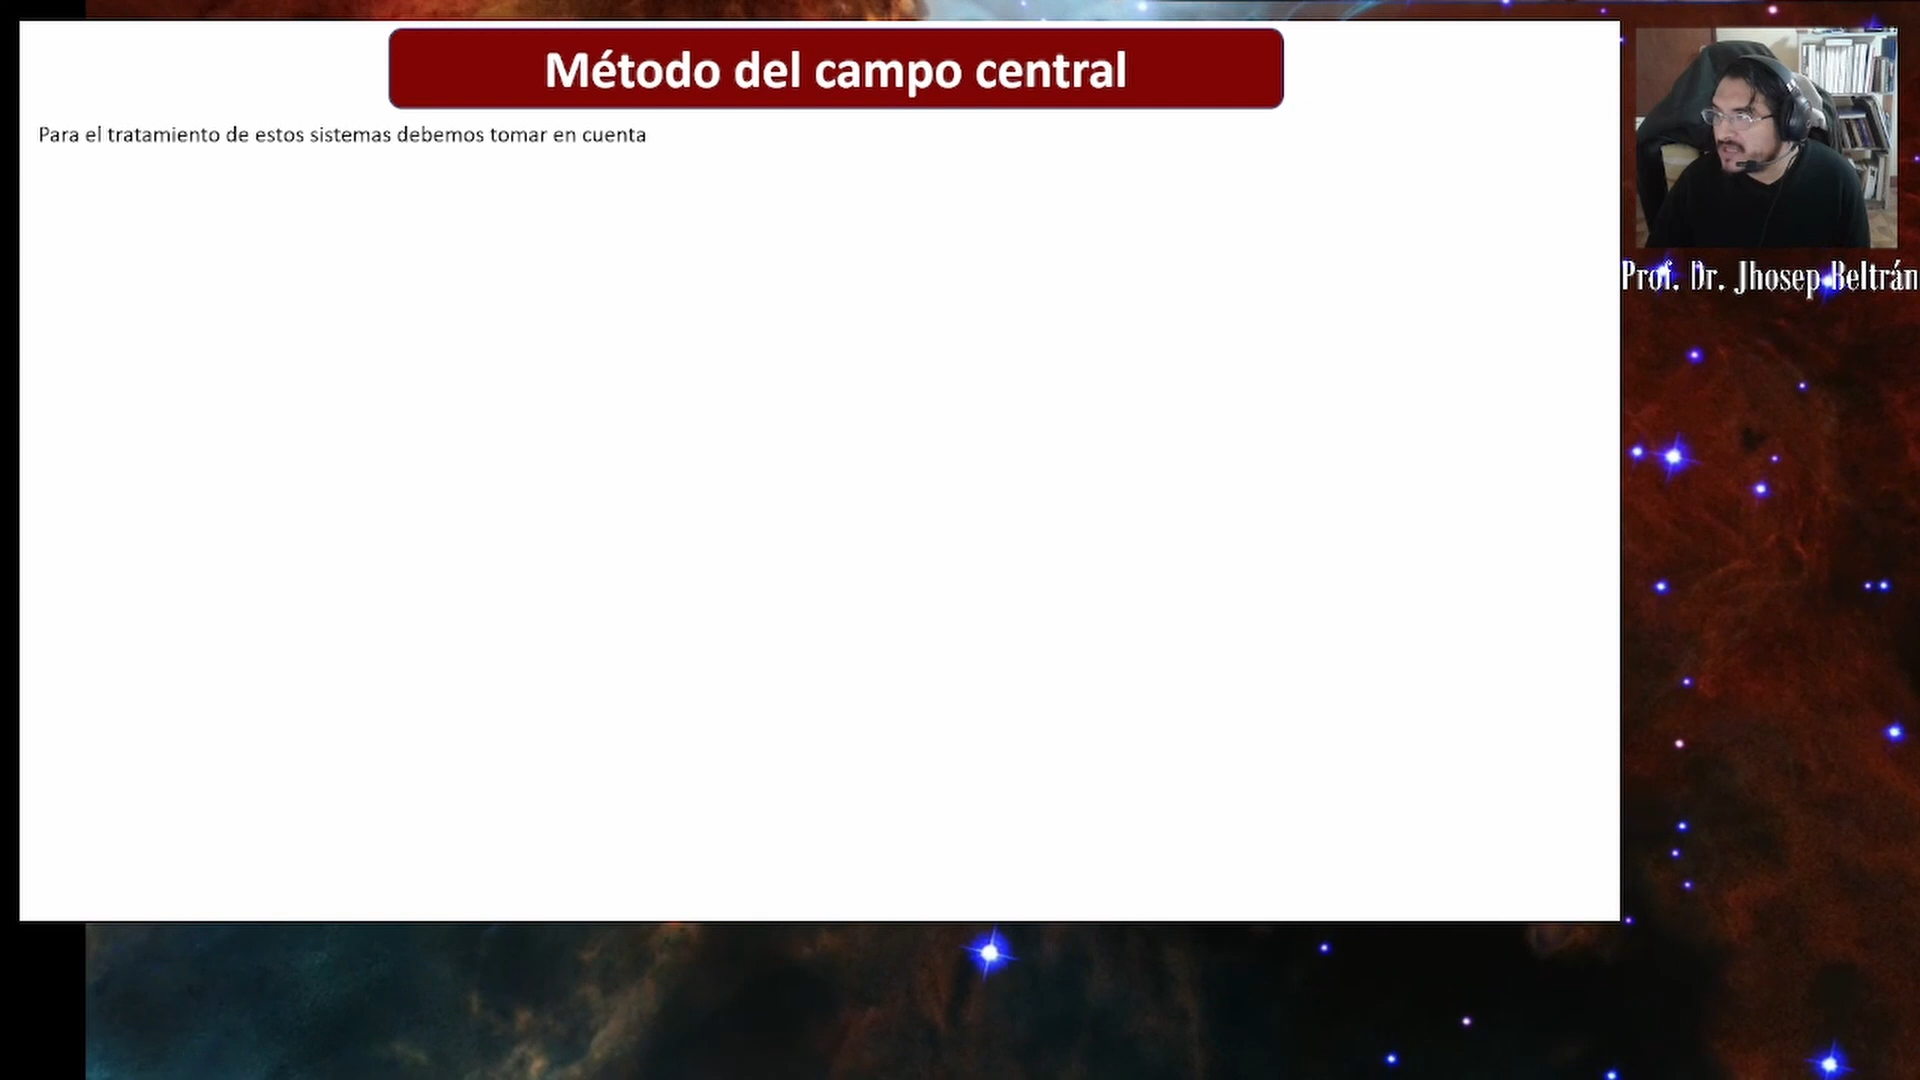 Método del campo central
Para el tratamiento de estos sistemas debemos tomar en cuenta
Prof. Dr. Jhosep Beltrán